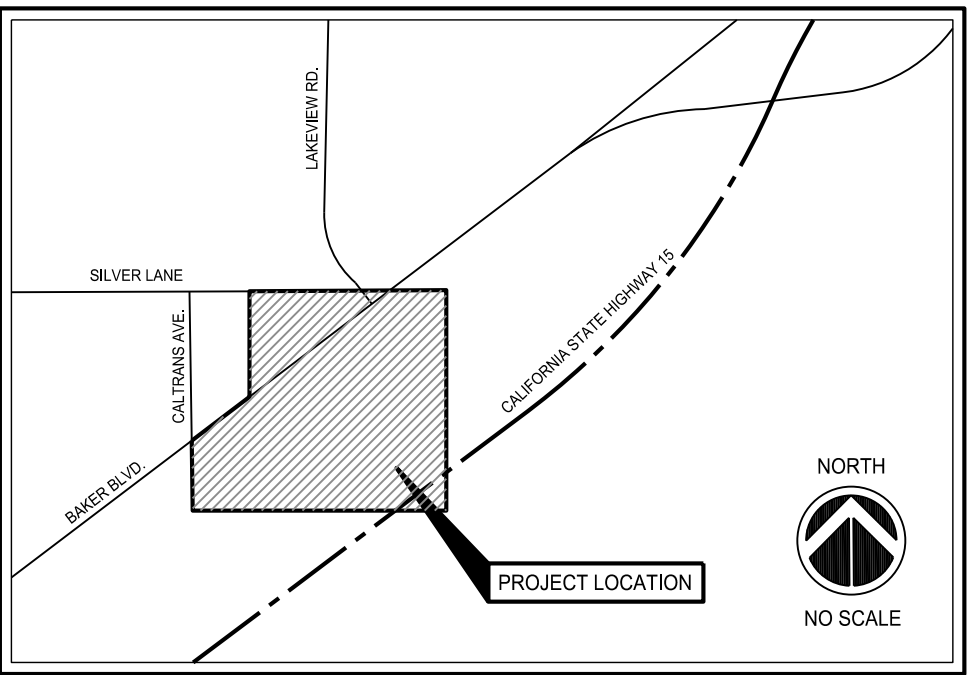 LAKEVIEW RD.
SILVER LANE
CALTRANS AVE.
CALIFORNIA STATE HIGHWAY 15
BAKER BLVD.
NORTH
PROJECT LOCATION
NO SCALE